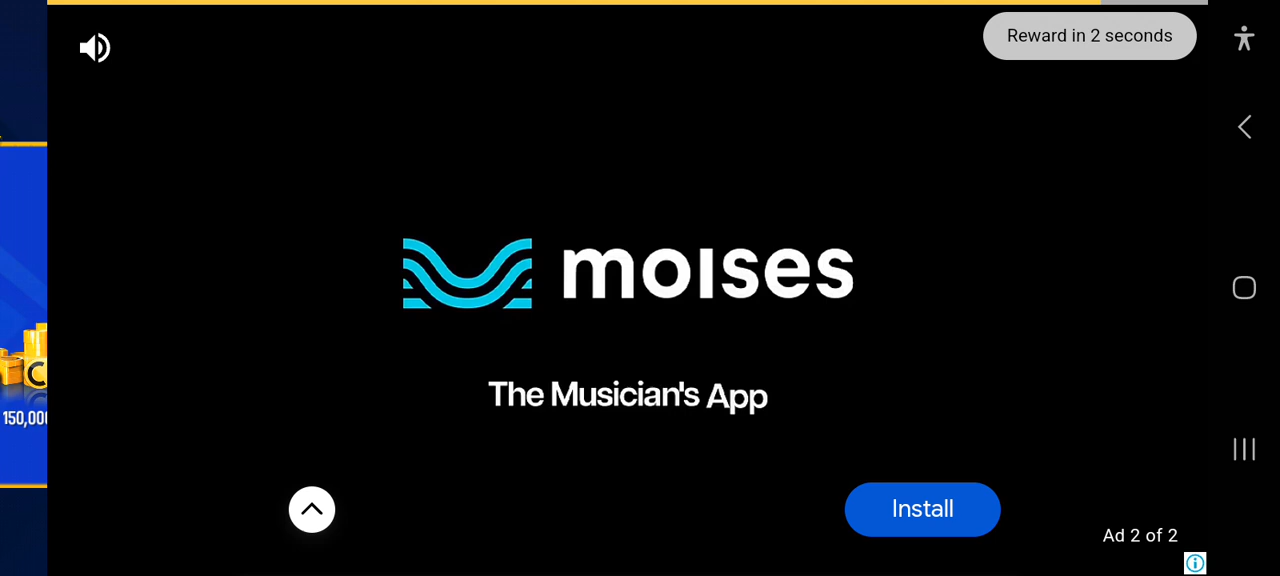 Reward in 2 seconds
moises
The Musician's App
150,000
Install
Ad 2 of 2